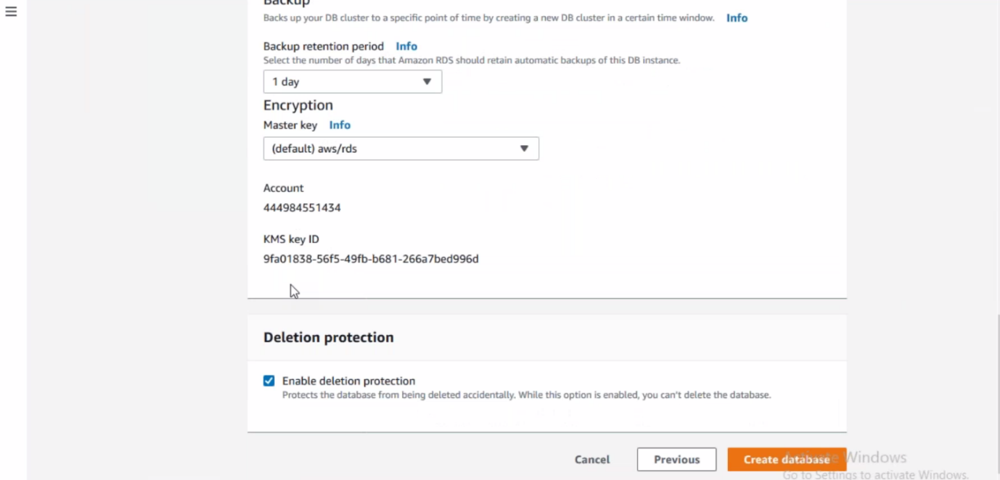 Backup
Backs up your DB cluster to a specific point of time by creating a new DB cluster in a certain time window. Info
Backup retention period Info
Select the number of days that Amazon RDS should retain automatic backups of this DB instance.
1 day
Encryption
Master key Info
(default) aws/rds
Account
444984551434
KMS key ID
9fa01838-56f5-49fb-b681-266a7bed996d
Deletion protection
Enable deletion protection
Protects the database from being deleted accidentally. While this option is enabled, you can't delete the database.
Cancel Previous Create database
Activate Windows
Go to Settings to activate Windows.